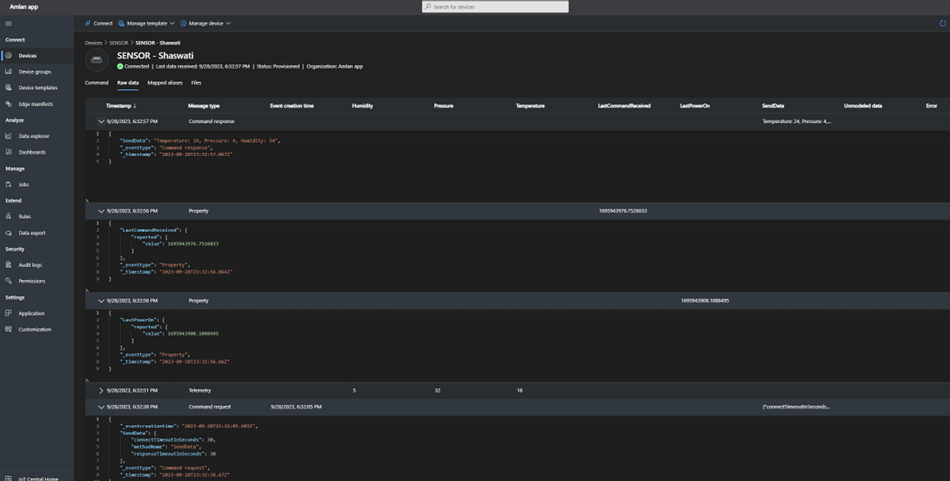 Amlan app
Search for devices
Connect
Devices
Device groups
Device templates
Edge manifests
Analyze
Data explorer
Dashboards
Manage
Jobs
Extend
Rules
Data export
Security
Audit logs
Permissions
Settings
Application
Customization
IoT Central Home
Connect Manage template Manage device
Devices > SENSOR > SENSOR - Shaswati
SENSOR - Shaswati
Connected | Last data received: 9/28/2023, 6:32:57 PM | Status: Provisioned | Organization: Amlan app
Command Raw data Mapped aliases Files
Timestamp ↓ Message type Event creation time Humidity Pressure Temperature LastCommandReceived LastPowerOn SendData Unmodeled data Error
9/28/2023, 6:32:57 PM Command response Temperature: 24, Pressure: 4,...
1 {
2 "SendData": "Temperature: 24, Pressure: 4, Humidity: 54",
3 "_eventtype": "Command response",
4 "_timestamp": "2023-09-28T23:32:57.067Z"
5 }
9/28/2023, 6:32:56 PM Property 1695943976.7526033
1 {
2 "LastCommandReceived": {
3 "reported": {
4 "value": 1695943976.7526033
5 }
6 },
7 "_eventtype": "Property",
8 "_timestamp": "2023-09-28T23:32:56.864Z"
9 }
9/28/2023, 6:32:56 PM Property 1695943908.1088495
1 {
2 "LastPowerOn": {
3 "reported": {
4 "value": 1695943908.1088495
5 }
6 },
7 "_eventtype": "Property",
8 "_timestamp": "2023-09-28T23:32:56.66Z"
9 }
9/28/2023, 6:32:51 PM Telemetry 5 32 18
9/28/2023, 6:32:38 PM Command request 9/28/2023, 6:32:05 PM {"connectTimeoutInSeconds...
1 {
2 "_eventcreationtime": "2023-09-28T23:32:05.603Z",
3 "SendData": {
4 "connectTimeoutInSeconds": 30,
5 "methodName": "SendData",
6 "responseTimeoutInSeconds": 30
7 },
8 "_eventtype": "Command request",
9 "_timestamp": "2023-09-28T23:32:38.67Z"